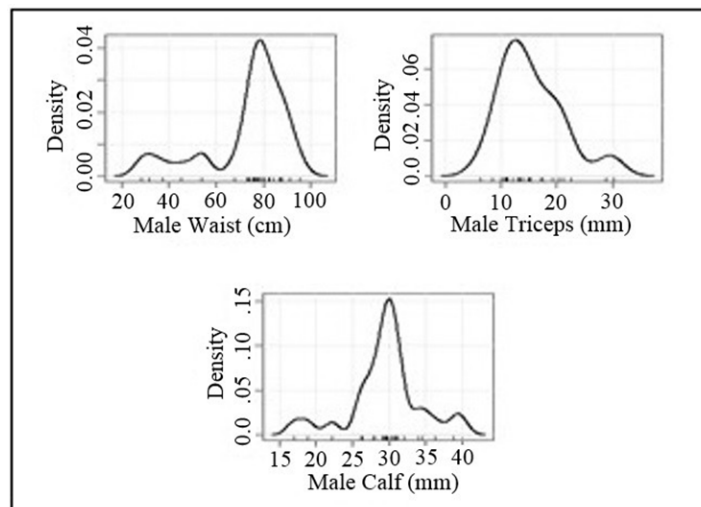 Density
0.04
0.02
0.00
20 40 60 80 100
Male Waist (cm)
Density
.06
.04
.02
0.0
0 10 20 30
Male Triceps (mm)
Density
.15
.10
.05
0.0
15 20 25 30 35 40
Male Calf (mm)